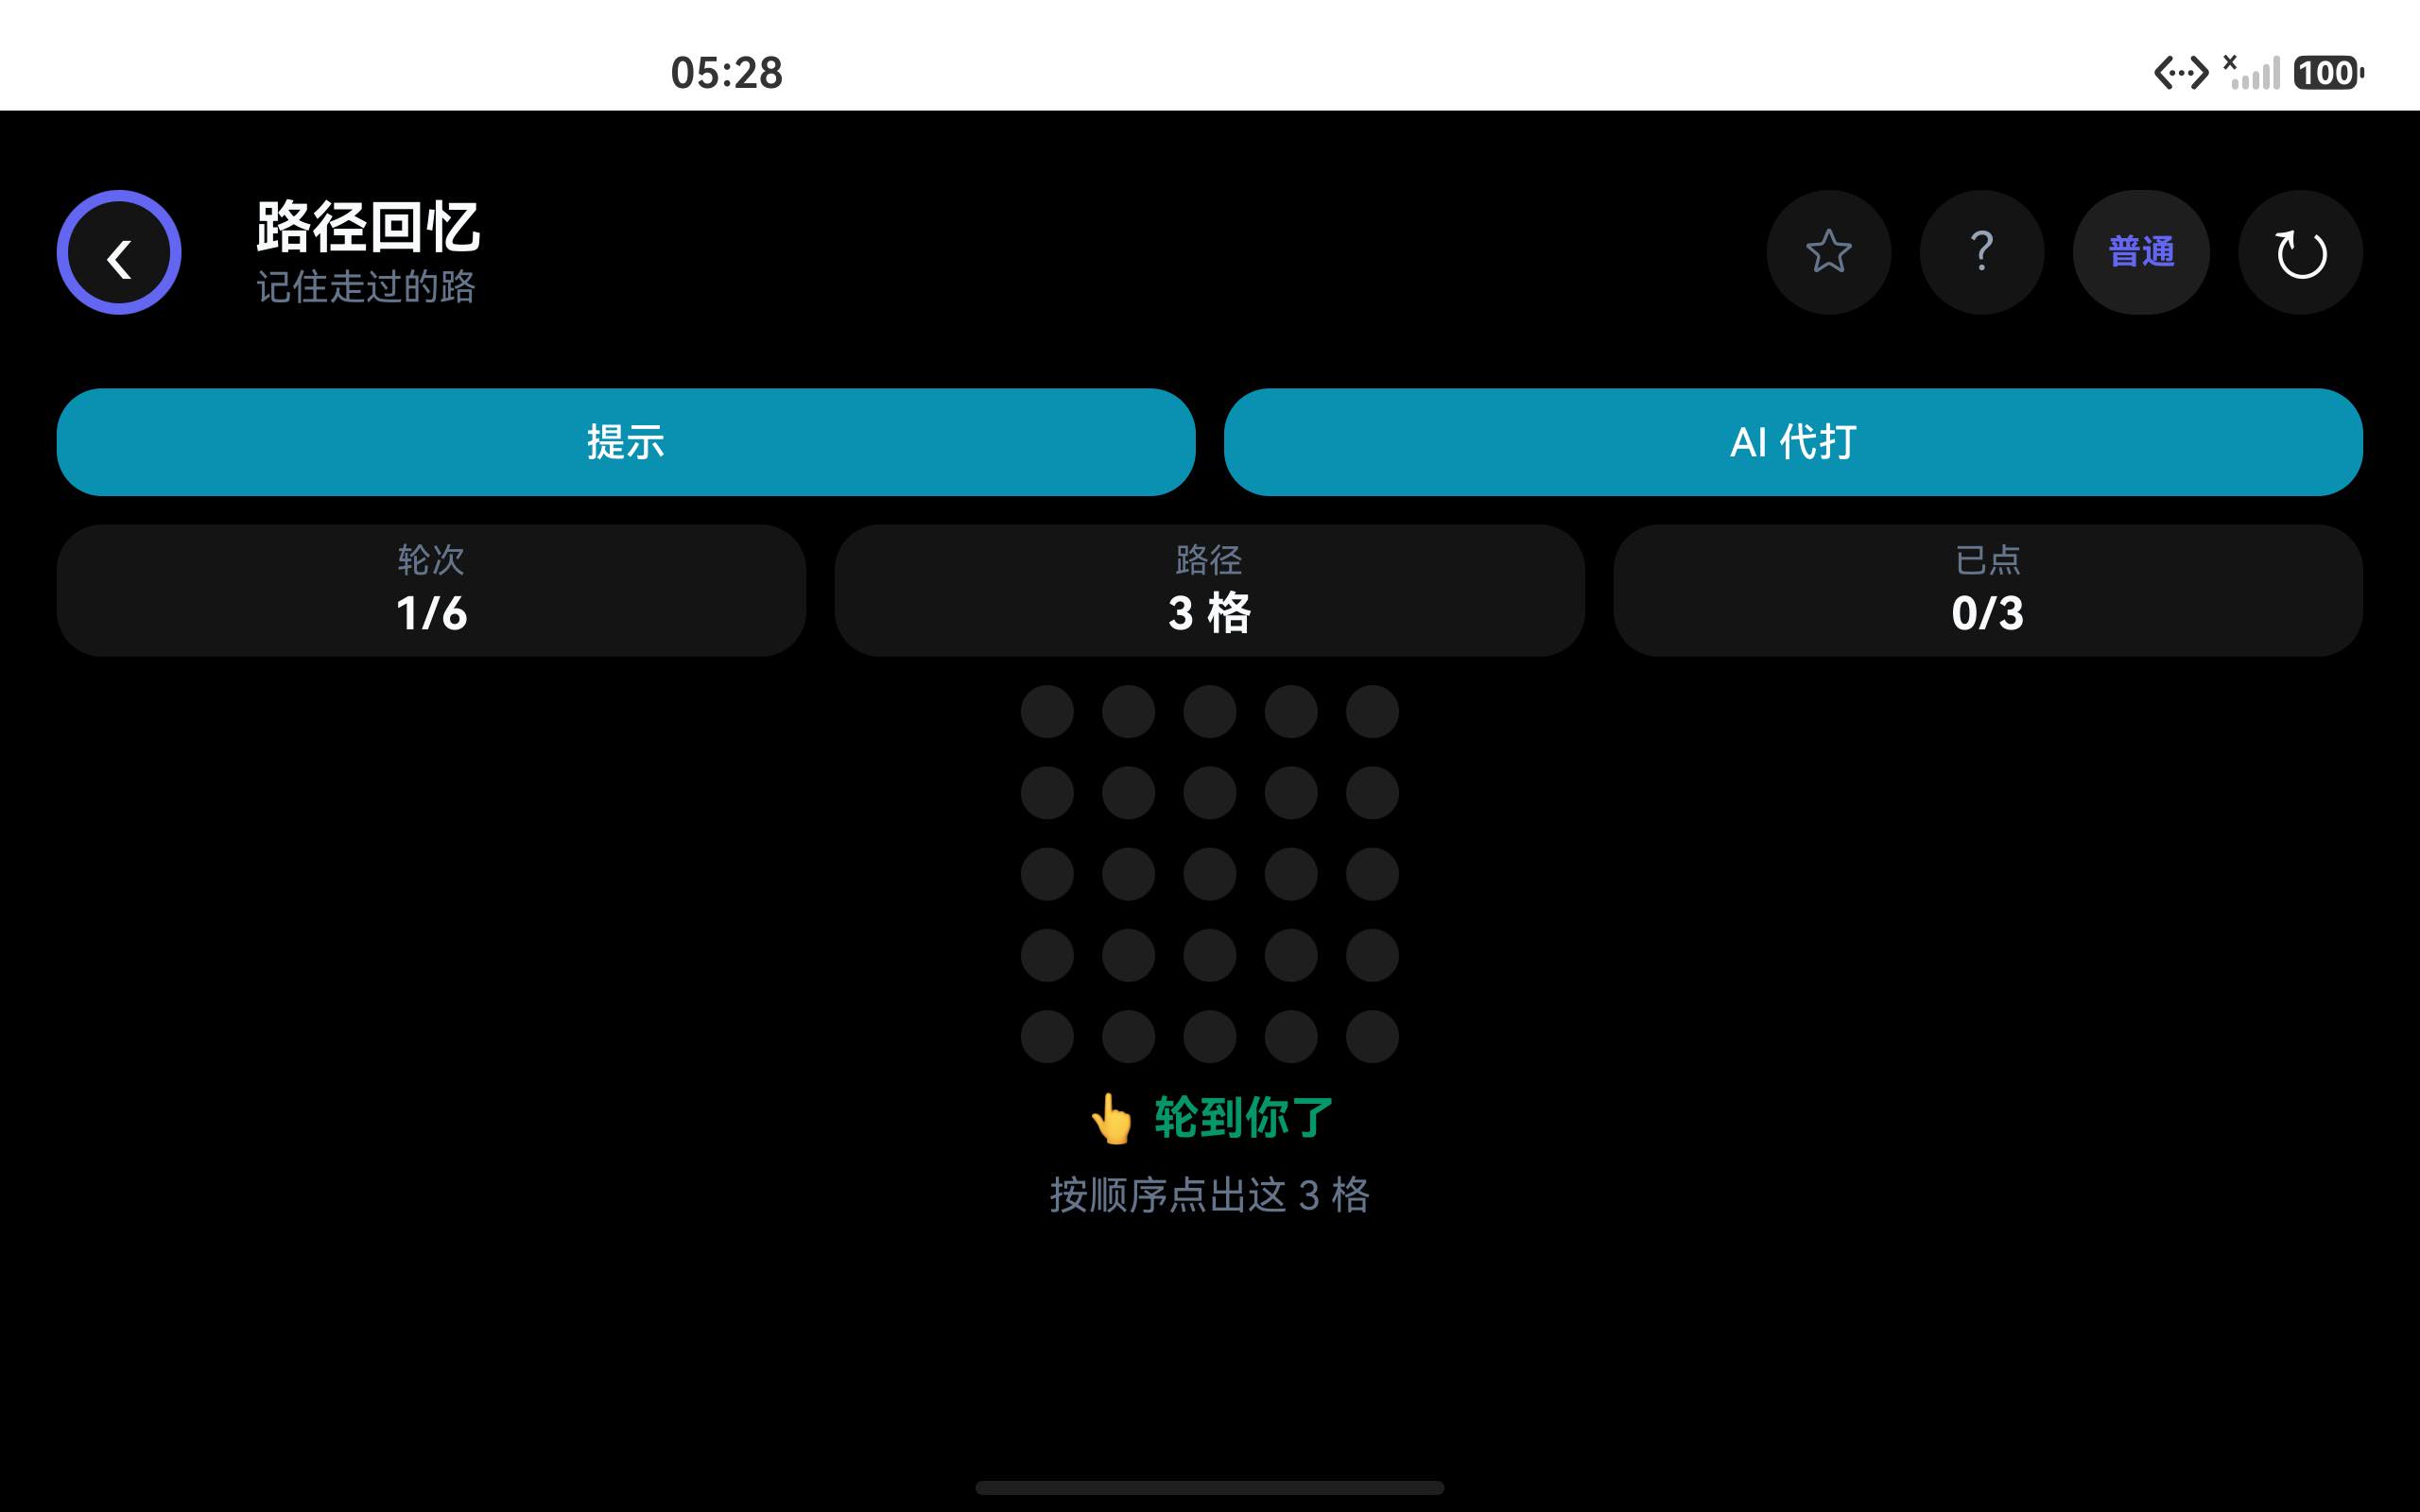 05:28
100
路径回忆
记住走过的路
?
普通
提示
AI 代打
轮次
1/6
路径
3 格
已点
0/3
👆 轮到你了
按顺序点出这 3 格